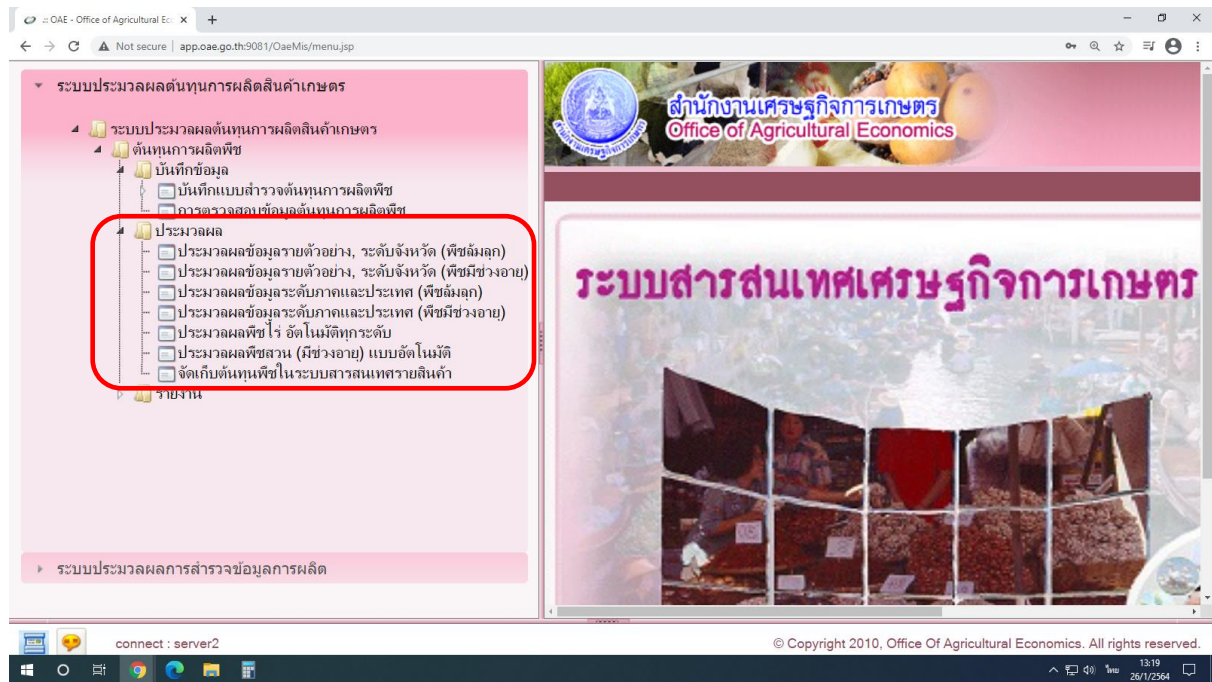 .:: OAE - Office of Agricultural Ec
Not secure | app.oae.go.th:9081/OaeMis/menu.jsp
ระบบประมวลผลต้นทุนการผลิตสินค้าเกษตร
ระบบประมวลผลต้นทุนการผลิตสินค้าเกษตร
ต้นทุนการผลิตพืช
บันทึกข้อมูล
บันทึกแบบสำรวจต้นทุนการผลิตพืช
การตรวจสอบข้อมูลต้นทุนการผลิตพืช
ประมวลผล
ประมวลผลข้อมูลรายตัวอย่าง, ระดับจังหวัด (พืชล้มลุก)
ประมวลผลข้อมูลรายตัวอย่าง, ระดับจังหวัด (พืชมีช่วงอายุ)
ประมวลผลข้อมูลระดับภาคและประเทศ (พืชล้มลุก)
ประมวลผลข้อมูลระดับภาคและประเทศ (พืชมีช่วงอายุ)
ประมวลผลพืชไร่ อัตโนมัติทุกระดับ
ประมวลผลพืชสวน (มีช่วงอายุ) แบบอัตโนมัติ
จัดเก็บต้นทุนพืชในระบบสารสนเทศรายสินค้า
รายงาน
ระบบประมวลผลการสำรวจข้อมูลการผลิต
สำนักงานเศรษฐกิจการเกษตร
Office of Agricultural Economics
ระบบสารสนเทศเศรษฐกิจการเกษตร
connect : server2
© Copyright 2010, Office Of Agricultural Economics. All rights reserved.
ไทย
13:19
26/1/2564